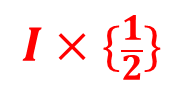 I × {1/2}